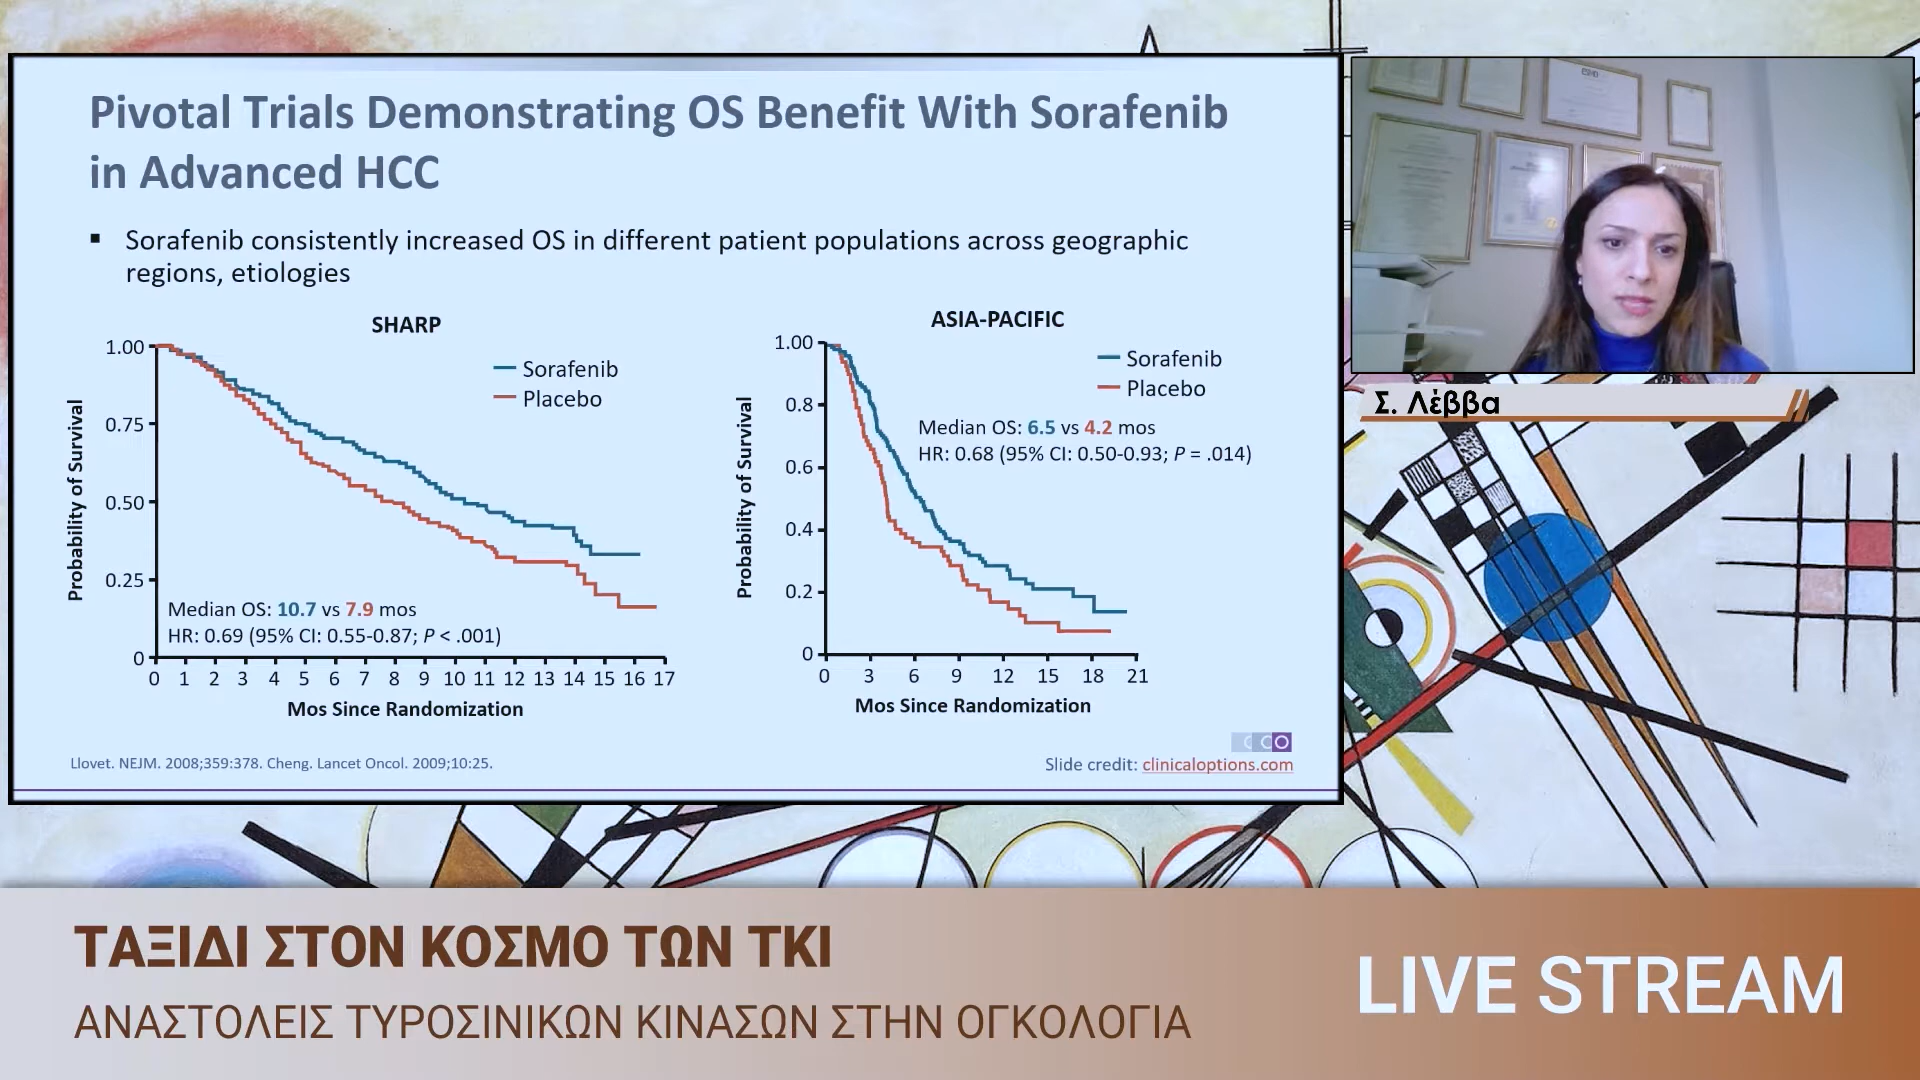 Pivotal Trials Demonstrating OS Benefit With Sorafenib
in Advanced HCC
▪ Sorafenib consistently increased OS in different patient populations across geographic
regions, etiologies
SHARP
1.00
0.75
0.50
0.25
0
Probability of Survival
Sorafenib
Placebo
Median OS: 10.7 vs 7.9 mos
HR: 0.69 (95% CI: 0.55-0.87; P < .001)
0 1 2 3 4 5 6 7 8 9 10 11 12 13 14 15 16 17
Mos Since Randomization
ASIA-PACIFIC
1.00
0.8
0.6
0.4
0.2
0
Probability of Survival
Sorafenib
Placebo
Median OS: 6.5 vs 4.2 mos
HR: 0.68 (95% CI: 0.50-0.93; P = .014)
0 3 6 9 12 15 18 21
Mos Since Randomization
Llovet. NEJM. 2008;359:378. Cheng. Lancet Oncol. 2009;10:25.
CCO
Slide credit: clinicaloptions.com
ESMO
Σ. Λέββα
ΤΑΞΙΔΙ ΣΤΟΝ ΚΟΣΜΟ ΤΩΝ ΤΚΙ
ΑΝΑΣΤΟΛΕΙΣ ΤΥΡΟΣΙΝΙΚΩΝ ΚΙΝΑΣΩΝ ΣΤΗΝ ΟΓΚΟΛΟΓΙΑ
LIVE STREAM